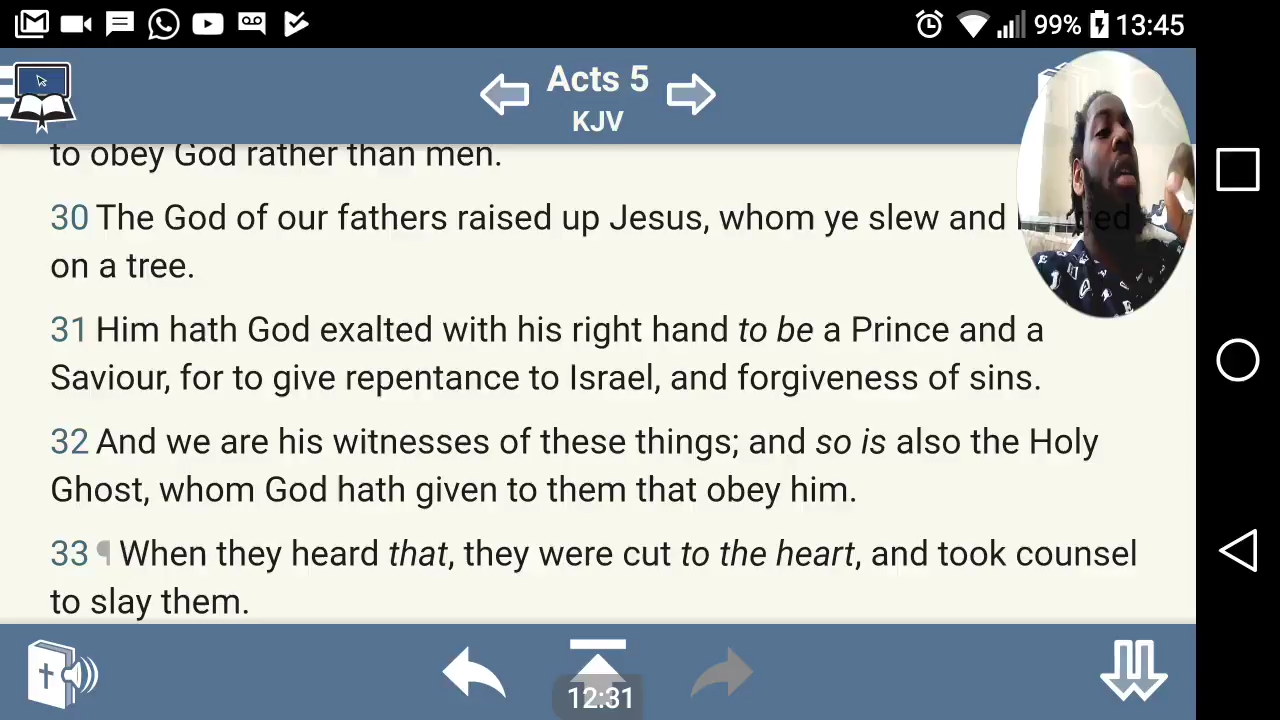 99% 13:45
Acts 5
KJV
to obey God rather than men.
30 The God of our fathers raised up Jesus, whom ye slew and
on a tree.
31 Him hath God exalted with his right hand to be a Prince and a
Saviour, for to give repentance to Israel, and forgiveness of sins.
32 And we are his witnesses of these things; and so is also the Holy
Ghost, whom God hath given to them that obey him.
33 ¶ When they heard that, they were cut to the heart, and took counsel
to slay them.
12:31